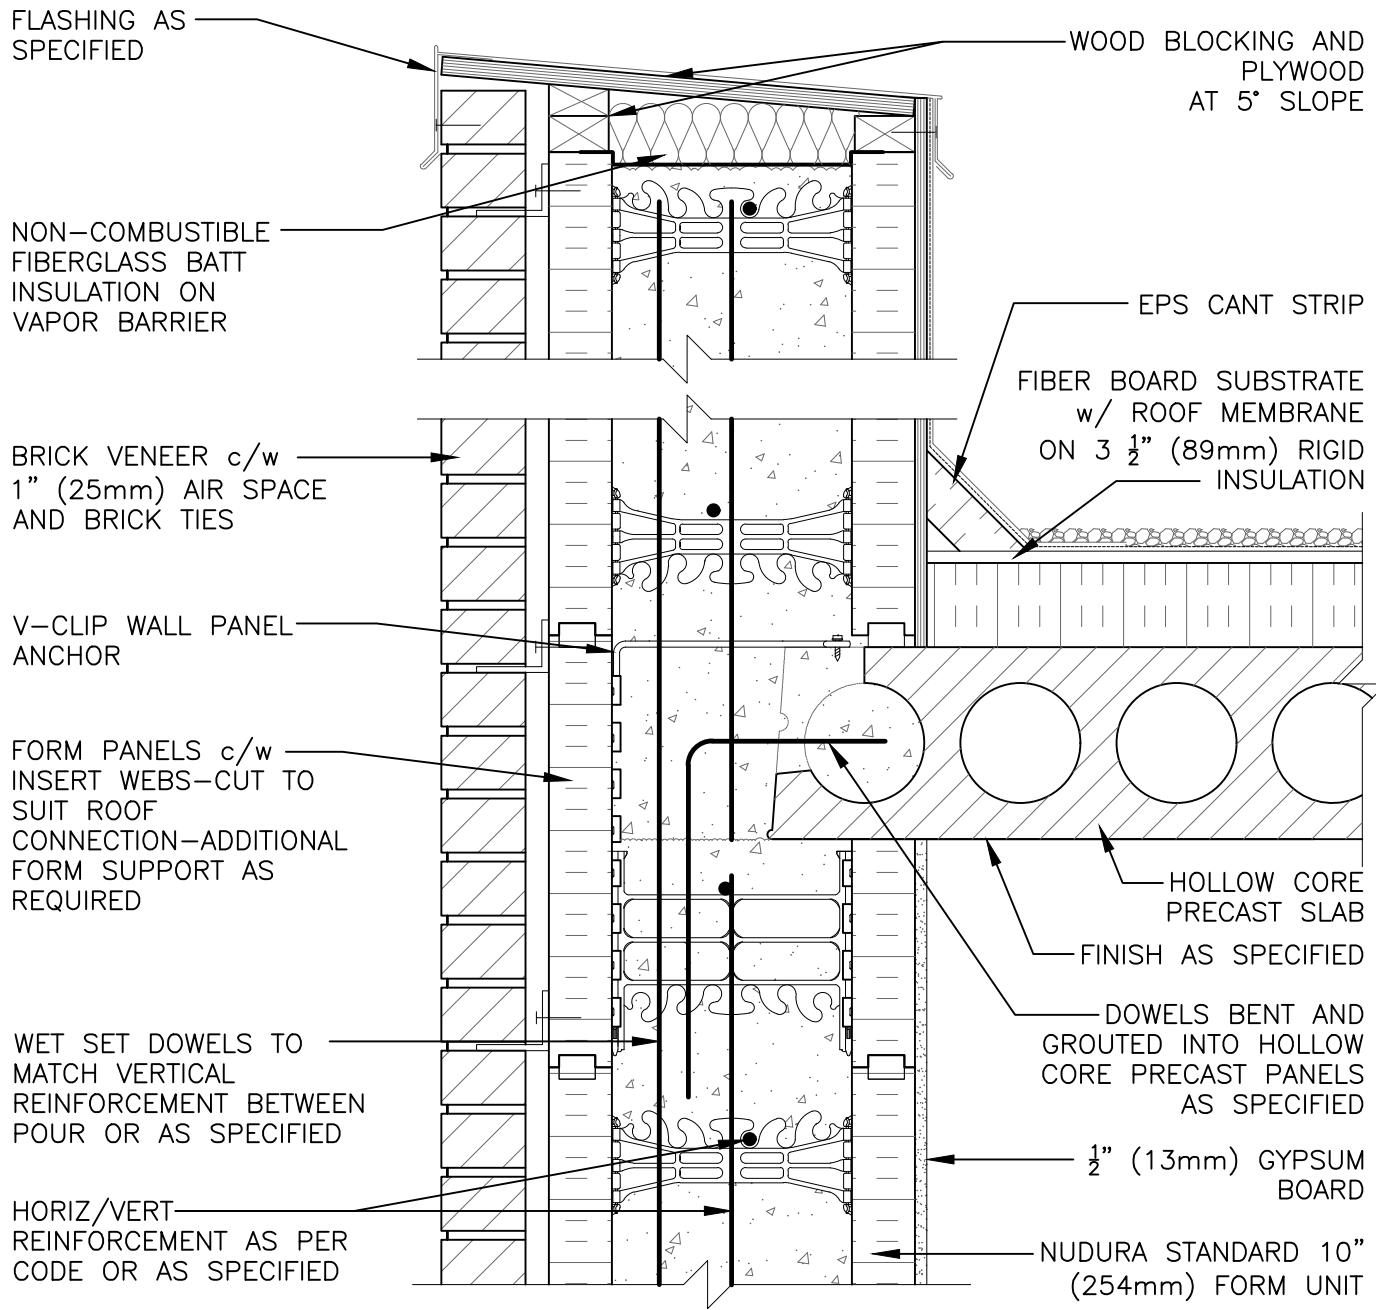 FLASHING AS
SPECIFIED
WOOD BLOCKING AND
PLYWOOD
AT 5° SLOPE
NON-COMBUSTIBLE
FIBERGLASS BATT
INSULATION ON
VAPOR BARRIER
EPS CANT STRIP
FIBER BOARD SUBSTRATE
w/ ROOF MEMBRANE
ON 3 1/2" (89mm) RIGID
INSULATION
BRICK VENEER c/w
1" (25mm) AIR SPACE
AND BRICK TIES
V-CLIP WALL PANEL
ANCHOR
FORM PANELS c/w
INSERT WEBS-CUT TO
SUIT ROOF
CONNECTION-ADDITIONAL
FORM SUPPORT AS
REQUIRED
HOLLOW CORE
PRECAST SLAB
FINISH AS SPECIFIED
DOWELS BENT AND
GROUTED INTO HOLLOW
CORE PRECAST PANELS
AS SPECIFIED
WET SET DOWELS TO
MATCH VERTICAL
REINFORCEMENT BETWEEN
POUR OR AS SPECIFIED
1/2" (13mm) GYPSUM
BOARD
HORIZ/VERT
REINFORCEMENT AS PER
CODE OR AS SPECIFIED
NUDURA STANDARD 10"
(254mm) FORM UNIT